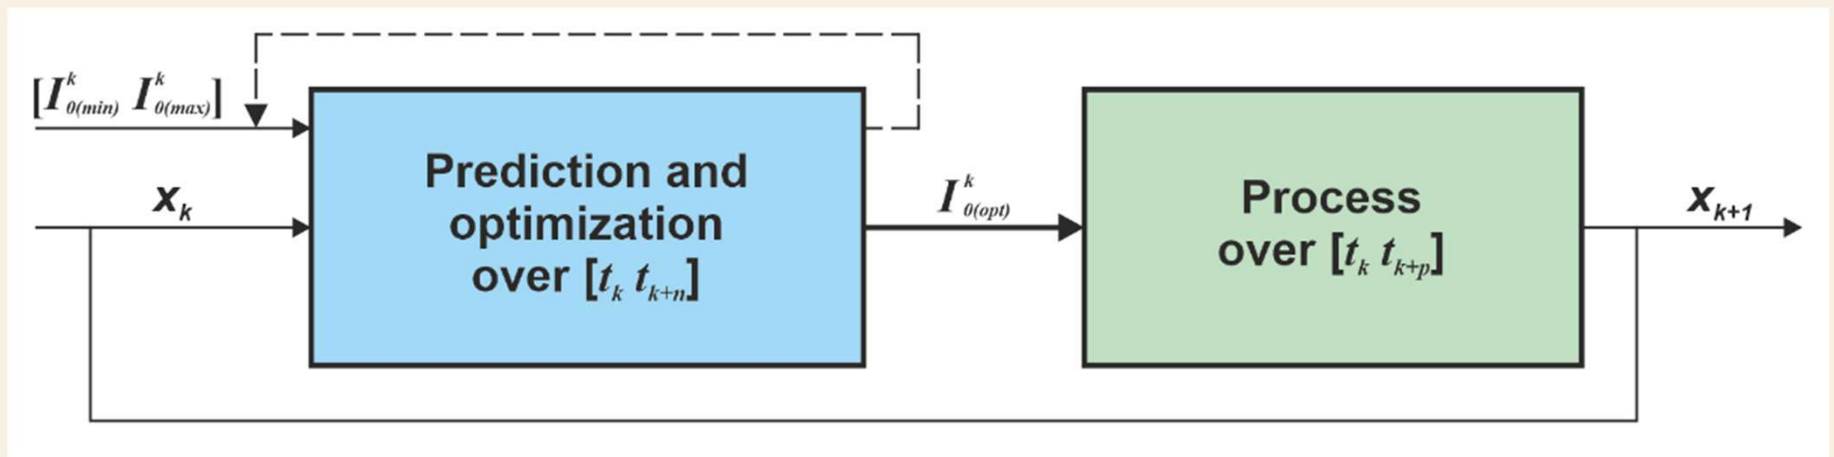 [I^k_0(min) I^k_0(max)]
x_k
Prediction and
optimization
over [t_k t_k+n]
I^k_0(opt)
Process
over [t_k t_k+p]
x_k+1